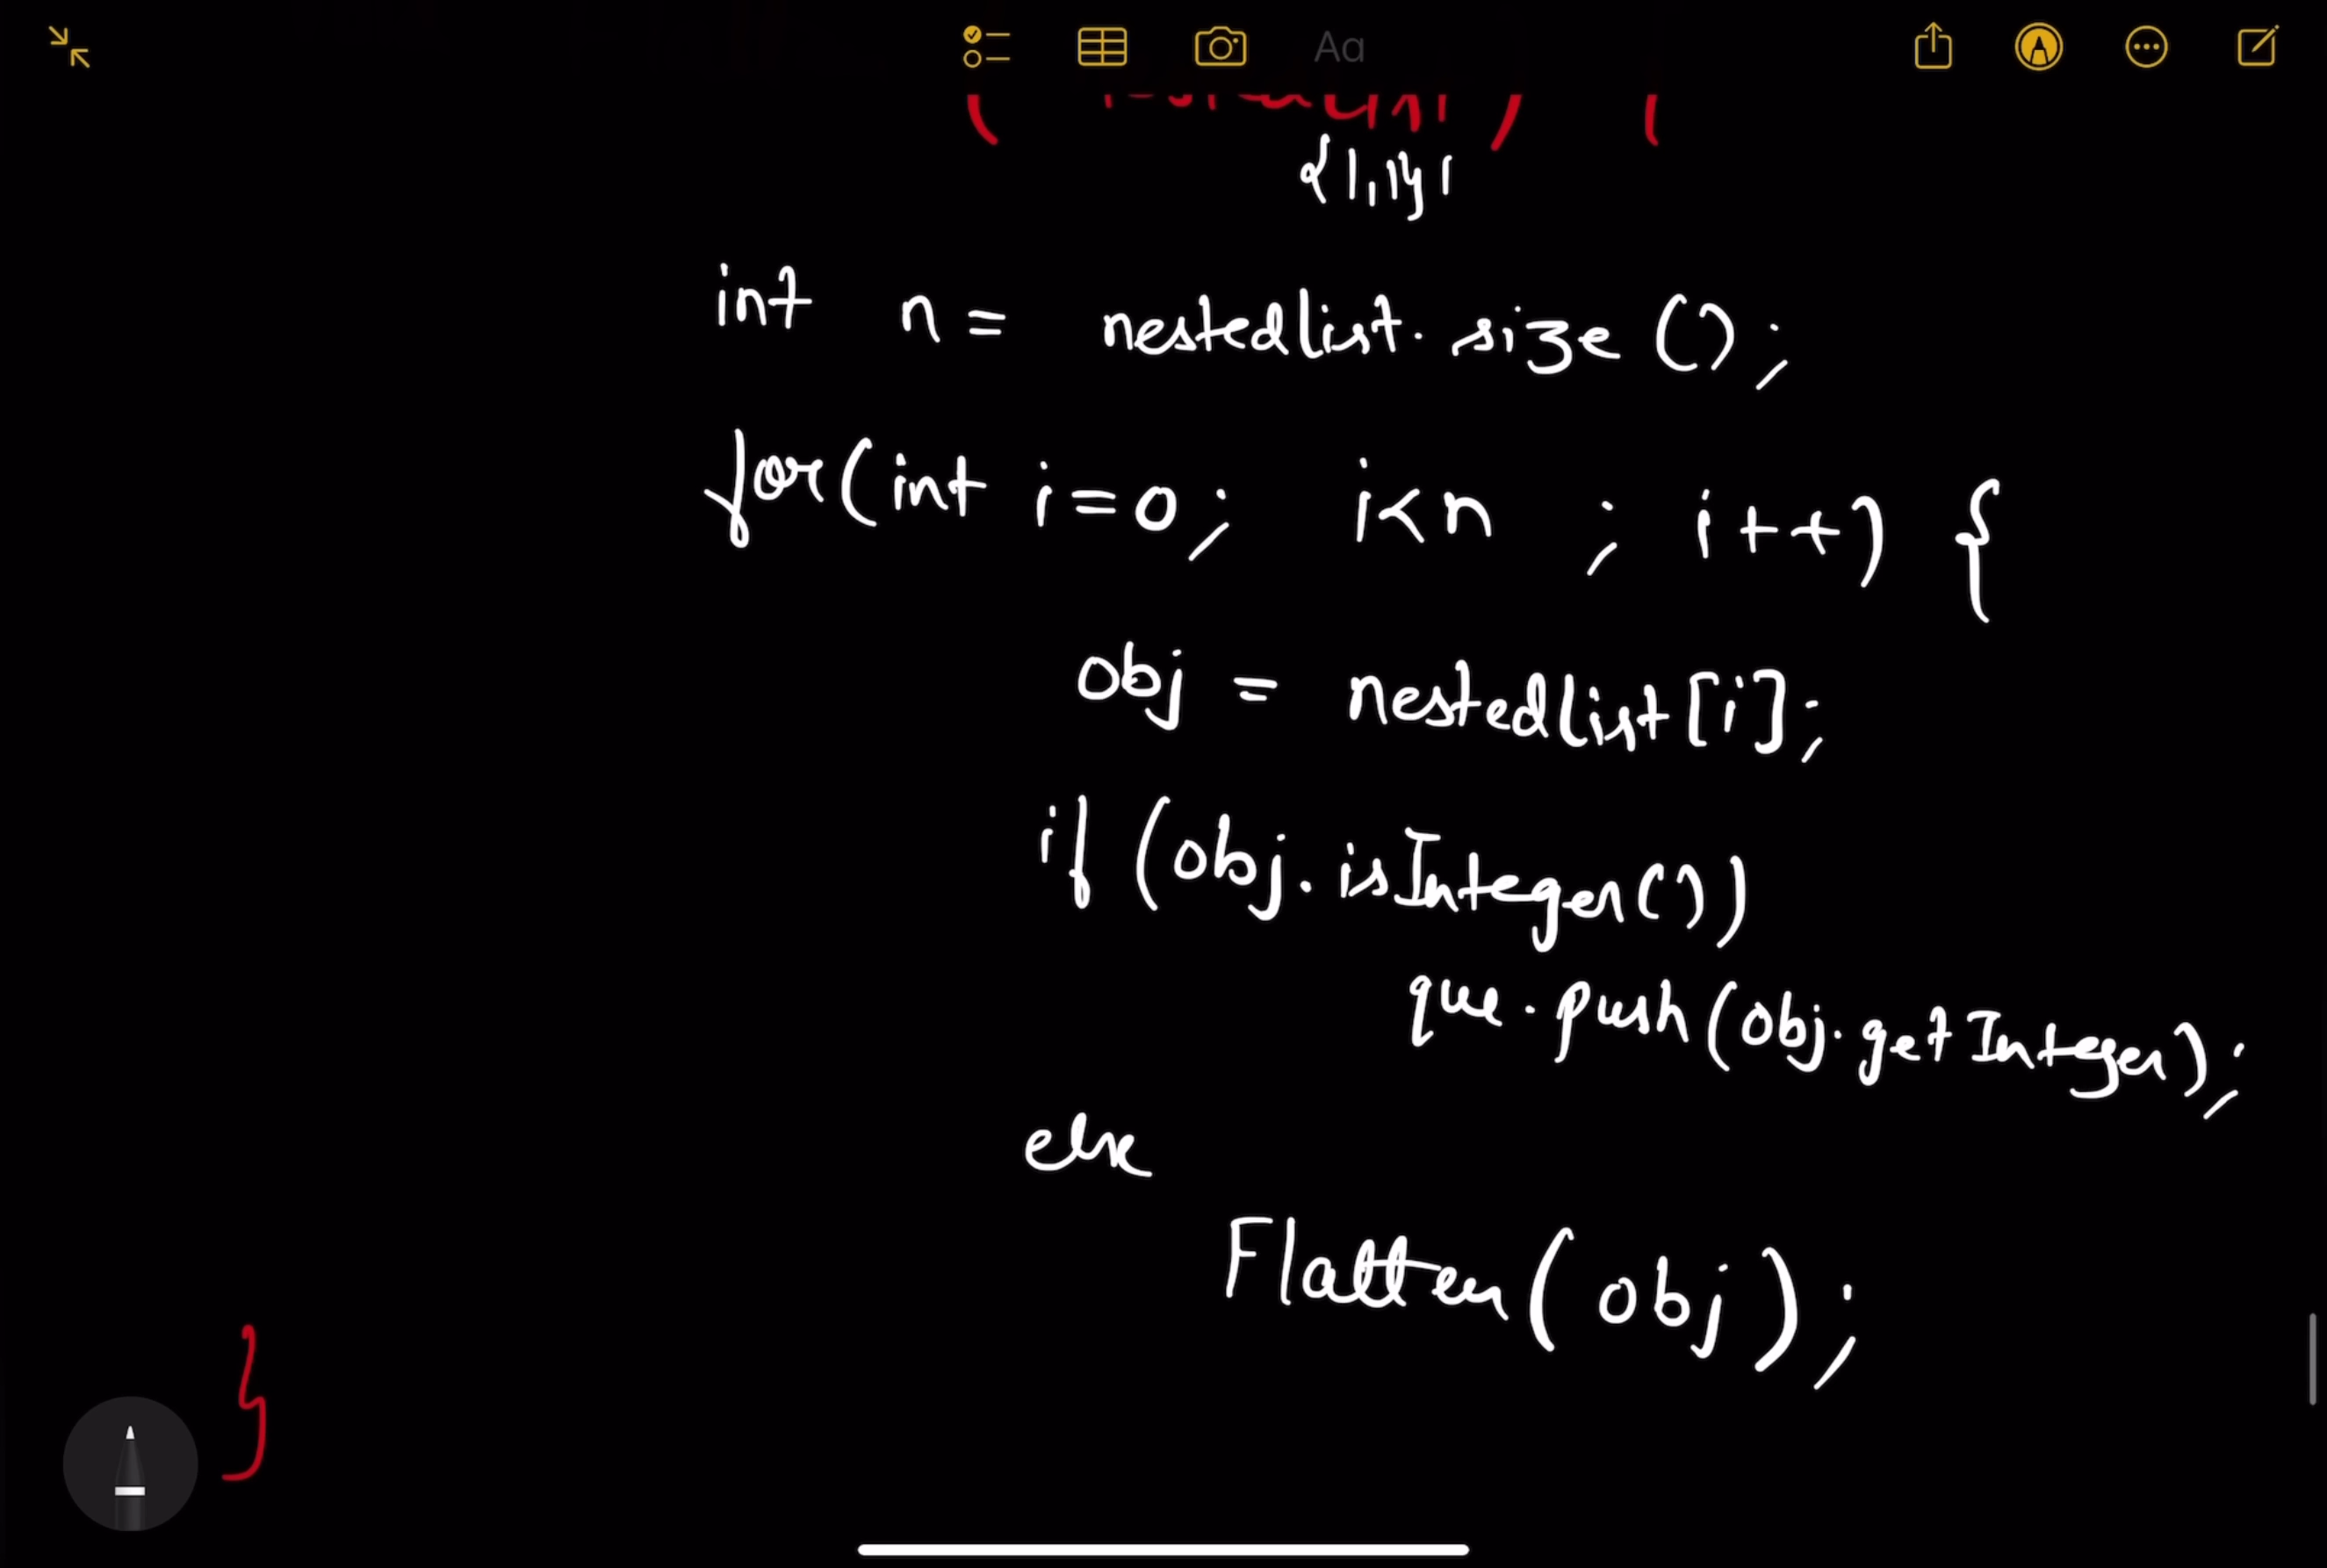 Aa
{1,1},
int n = nestedlist.size();
for(int i=0; i<n ; i++) {
obj = nestedlist[i];
if (obj.isInteger())
que.push(obj.getInteger);
else
Flatten(obj);
}